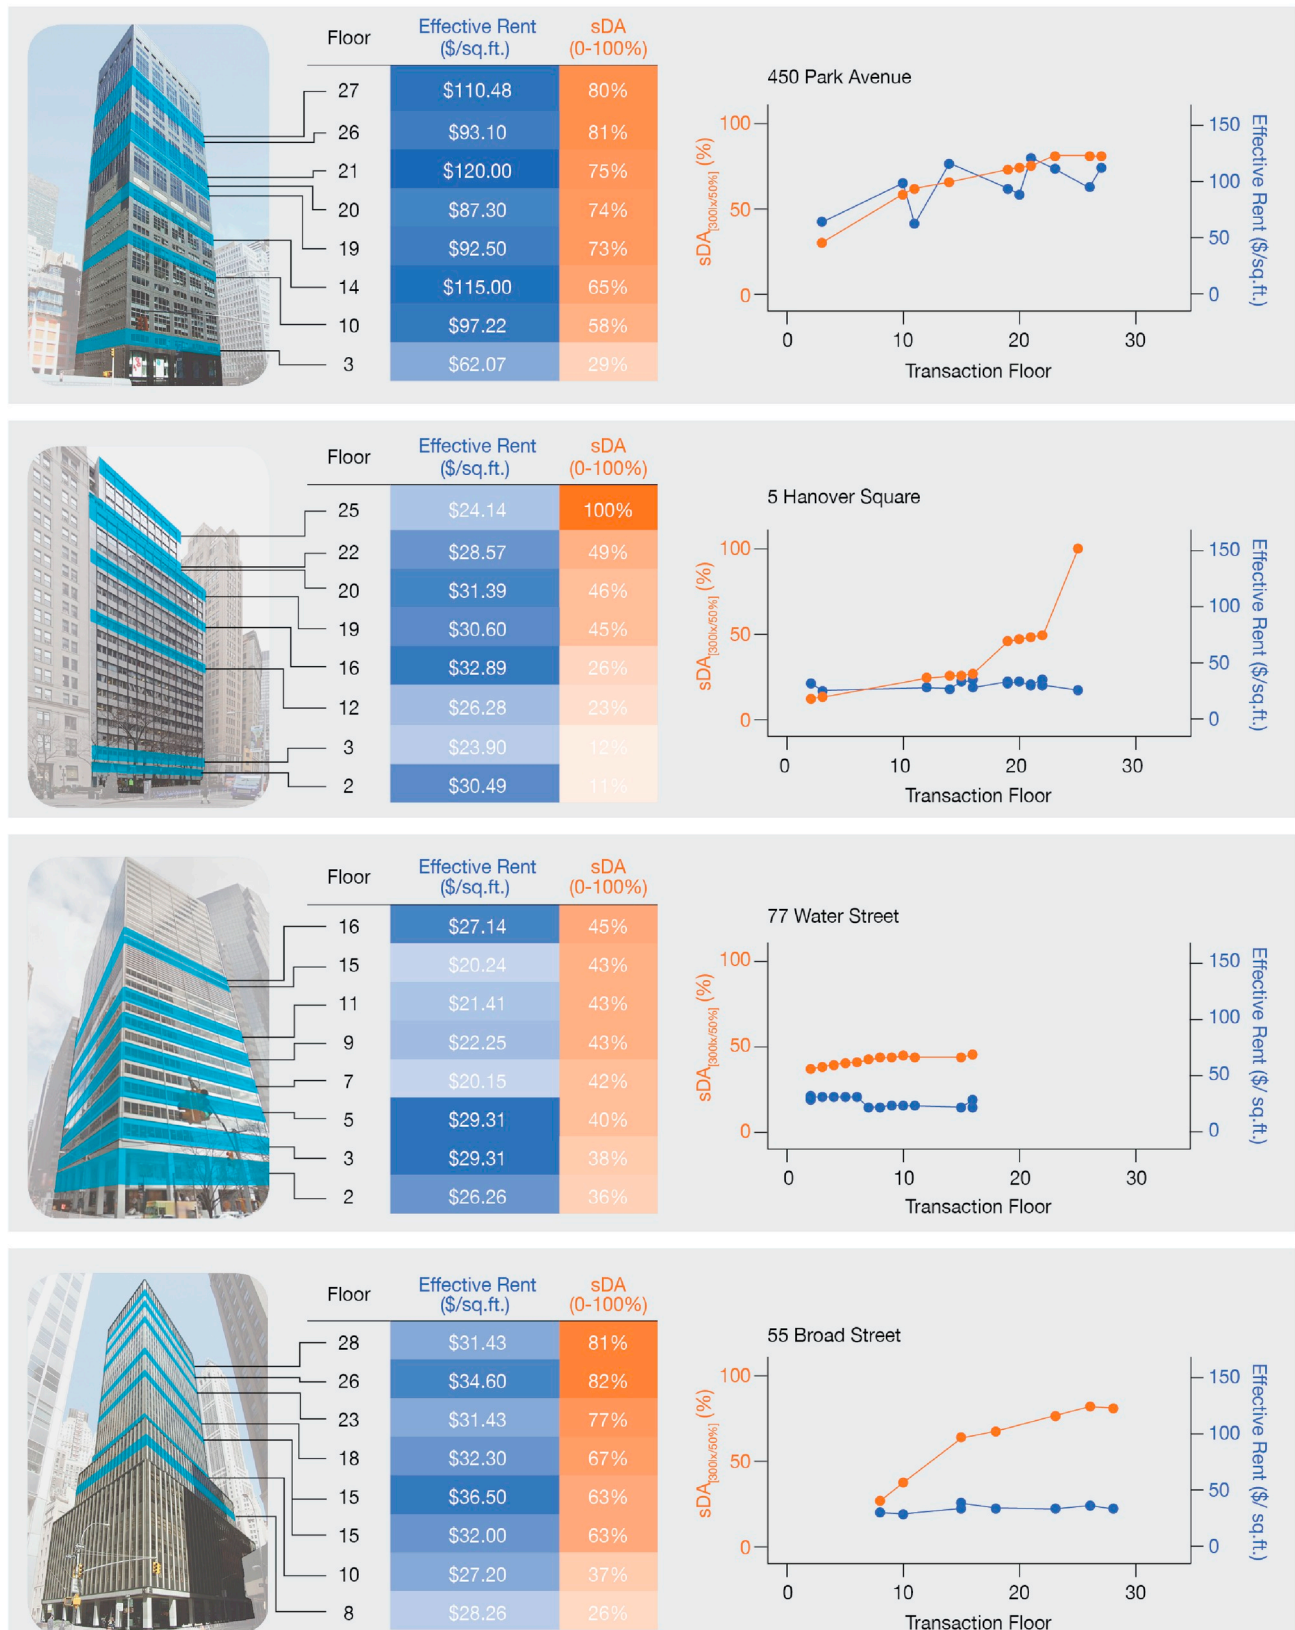 Floor Effective Rent ($/sq.ft.) sDA (0-100%)
27 $110.48 80%
26 $93.10 81%
21 $120.00 75%
20 $87.30 74%
19 $92.50 73%
14 $115.00 65%
10 $97.22 58%
3 $62.07 29%
450 Park Avenue
sDA[300lx/50%] (%)
100
50
0
150
100
50
0
Effective Rent ($/sq.ft.)
0 10 20 30
Transaction Floor
Floor Effective Rent ($/sq.ft.) sDA (0-100%)
25 $24.14 100%
22 $28.57 49%
20 $31.39 46%
19 $30.60 45%
16 $32.89 26%
12 $26.28 23%
3 $23.90 12%
2 $30.49 11%
5 Hanover Square
sDA[300lx/50%] (%)
100
50
0
150
100
50
0
Effective Rent ($/sq.ft.)
0 10 20 30
Transaction Floor
Floor Effective Rent ($/sq.ft.) sDA (0-100%)
16 $27.14 45%
15 $20.24 43%
11 $21.41 43%
9 $22.25 43%
7 $20.15 42%
5 $29.31 40%
3 $29.31 38%
2 $26.26 36%
77 Water Street
sDA[300lx/50%] (%)
100
50
0
150
100
50
0
Effective Rent ($/ sq.ft.)
0 10 20 30
Transaction Floor
Floor Effective Rent ($/sq.ft.) sDA (0-100%)
28 $31.43 81%
26 $34.60 82%
23 $31.43 77%
18 $32.30 67%
15 $36.50 63%
15 $32.00 63%
10 $27.20 37%
8 $28.26 26%
55 Broad Street
sDA[300lx/50%] (%)
100
50
0
150
100
50
0
Effective Rent ($/ sq.ft.)
0 10 20 30
Transaction Floor